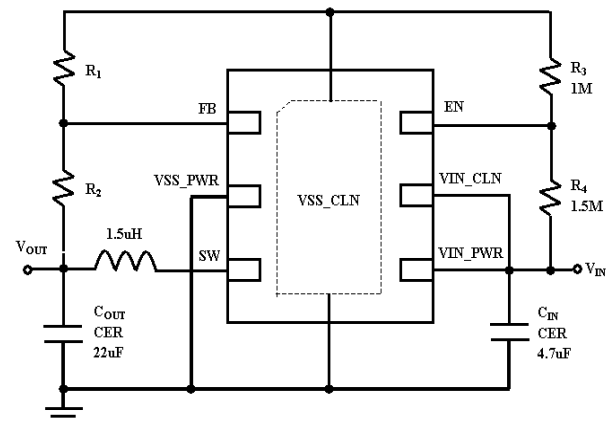 R1
R3
1M
FB
EN
R2
VSS_PWR
VSS_CLN
VIN_CLN
R4
1.5M
VOUT
1.5uH
SW
VIN_PWR
VIN
COUT
CER
22uF
CIN
CER
4.7uF